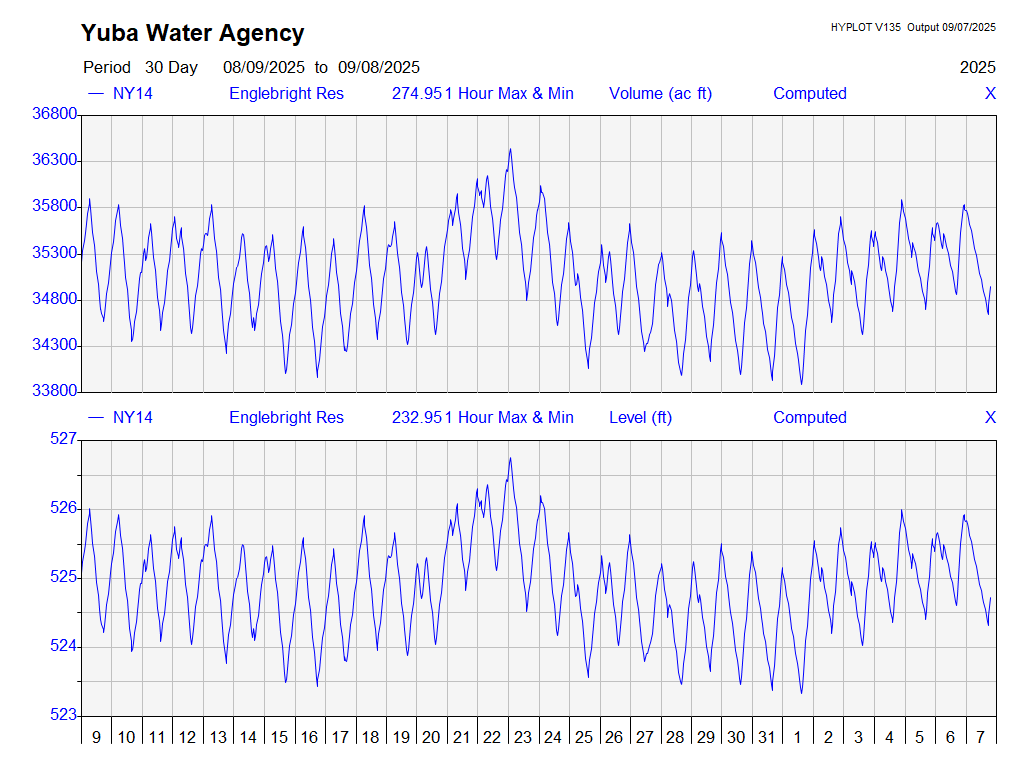 Yuba Water Agency
HYPLOT V135 Output 09/07/2025
Period 30 Day 08/09/2025 to 09/08/2025 2025
— NY14 Englebright Res 274.951 Hour Max & Min Volume (ac ft) Computed X
36800
36300
35800
35300
34800
34300
33800
— NY14 Englebright Res 232.951 Hour Max & Min Level (ft) Computed X
527
526
525
524
523
9 10 11 12 13 14 15 16 17 18 19 20 21 22 23 24 25 26 27 28 29 30 31 1 2 3 4 5 6 7